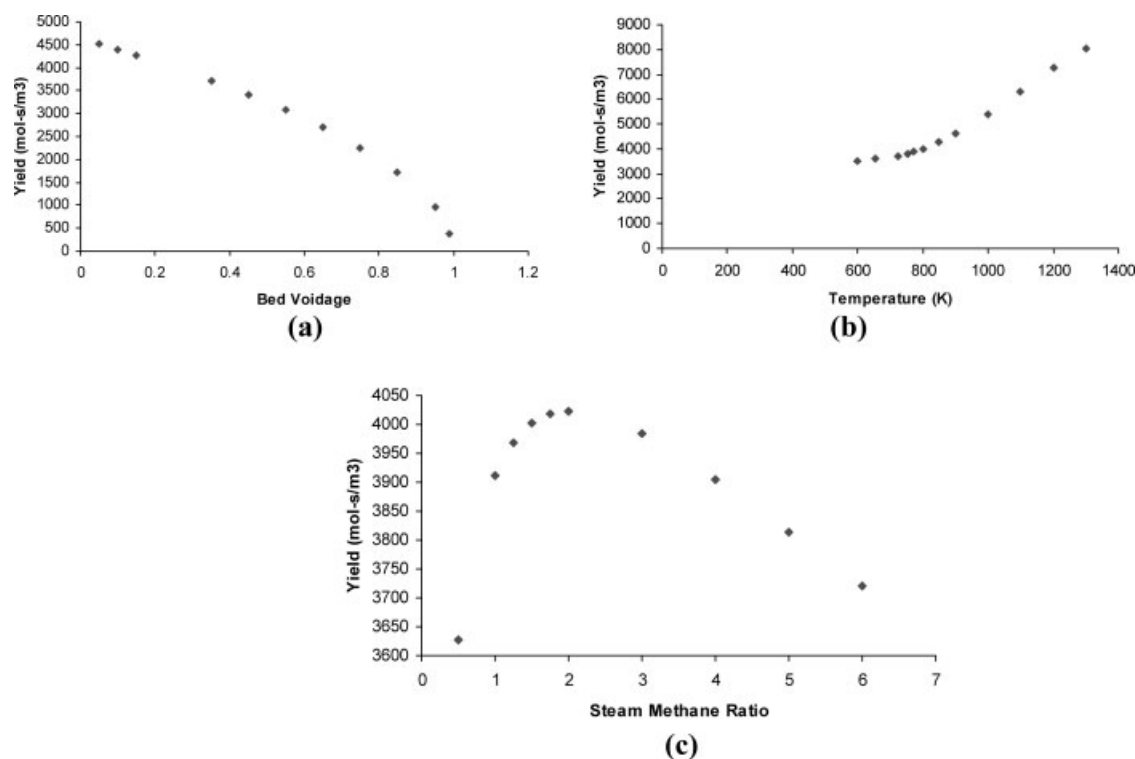 5000
4500
4000
3500
3000
2500
2000
1500
1000
500
0
Yield (mol-s/m3)
0 0.2 0.4 0.6 0.8 1 1.2
Bed Voidage
(a)
9000
8000
7000
6000
5000
4000
3000
2000
1000
0
Yield (mol-s/m3)
0 200 400 600 800 1000 1200 1400
Temperature (K)
(b)
4050
4000
3950
3900
3850
3800
3750
3700
3650
3600
Yield (mol-s/m3)
0 1 2 3 4 5 6 7
Steam Methane Ratio
(c)